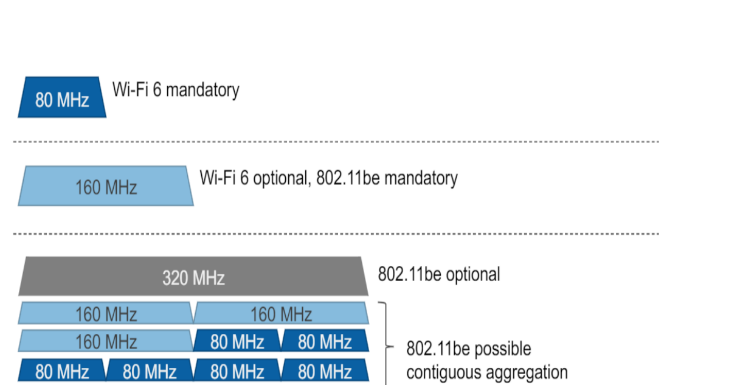 80 MHz Wi-Fi 6 mandatory
160 MHz Wi-Fi 6 optional, 802.11be mandatory
320 MHz 802.11be optional
160 MHz 160 MHz
160 MHz 80 MHz 80 MHz
802.11be possible
80 MHz 80 MHz 80 MHz 80 MHz
contiguous aggregation